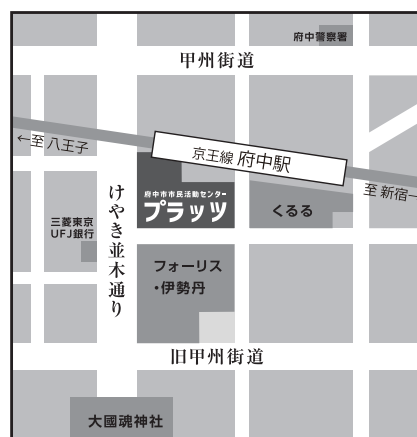 府中警察署
甲州街道
←至 八王子
京王線 府中駅
至 新宿→
府中市市民活動センター
プラッツ
くるる
三菱東京
UFJ銀行
けやき並木通り
フォーリス
・伊勢丹
旧甲州街道
大國魂神社